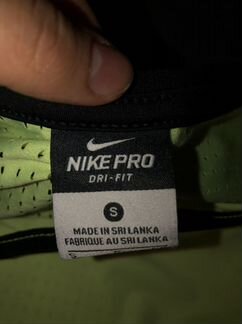 NIKE PRO
DRI-FIT
S
MADE IN SRI LANKA
FABRIQUE AU SRI LANKA
S